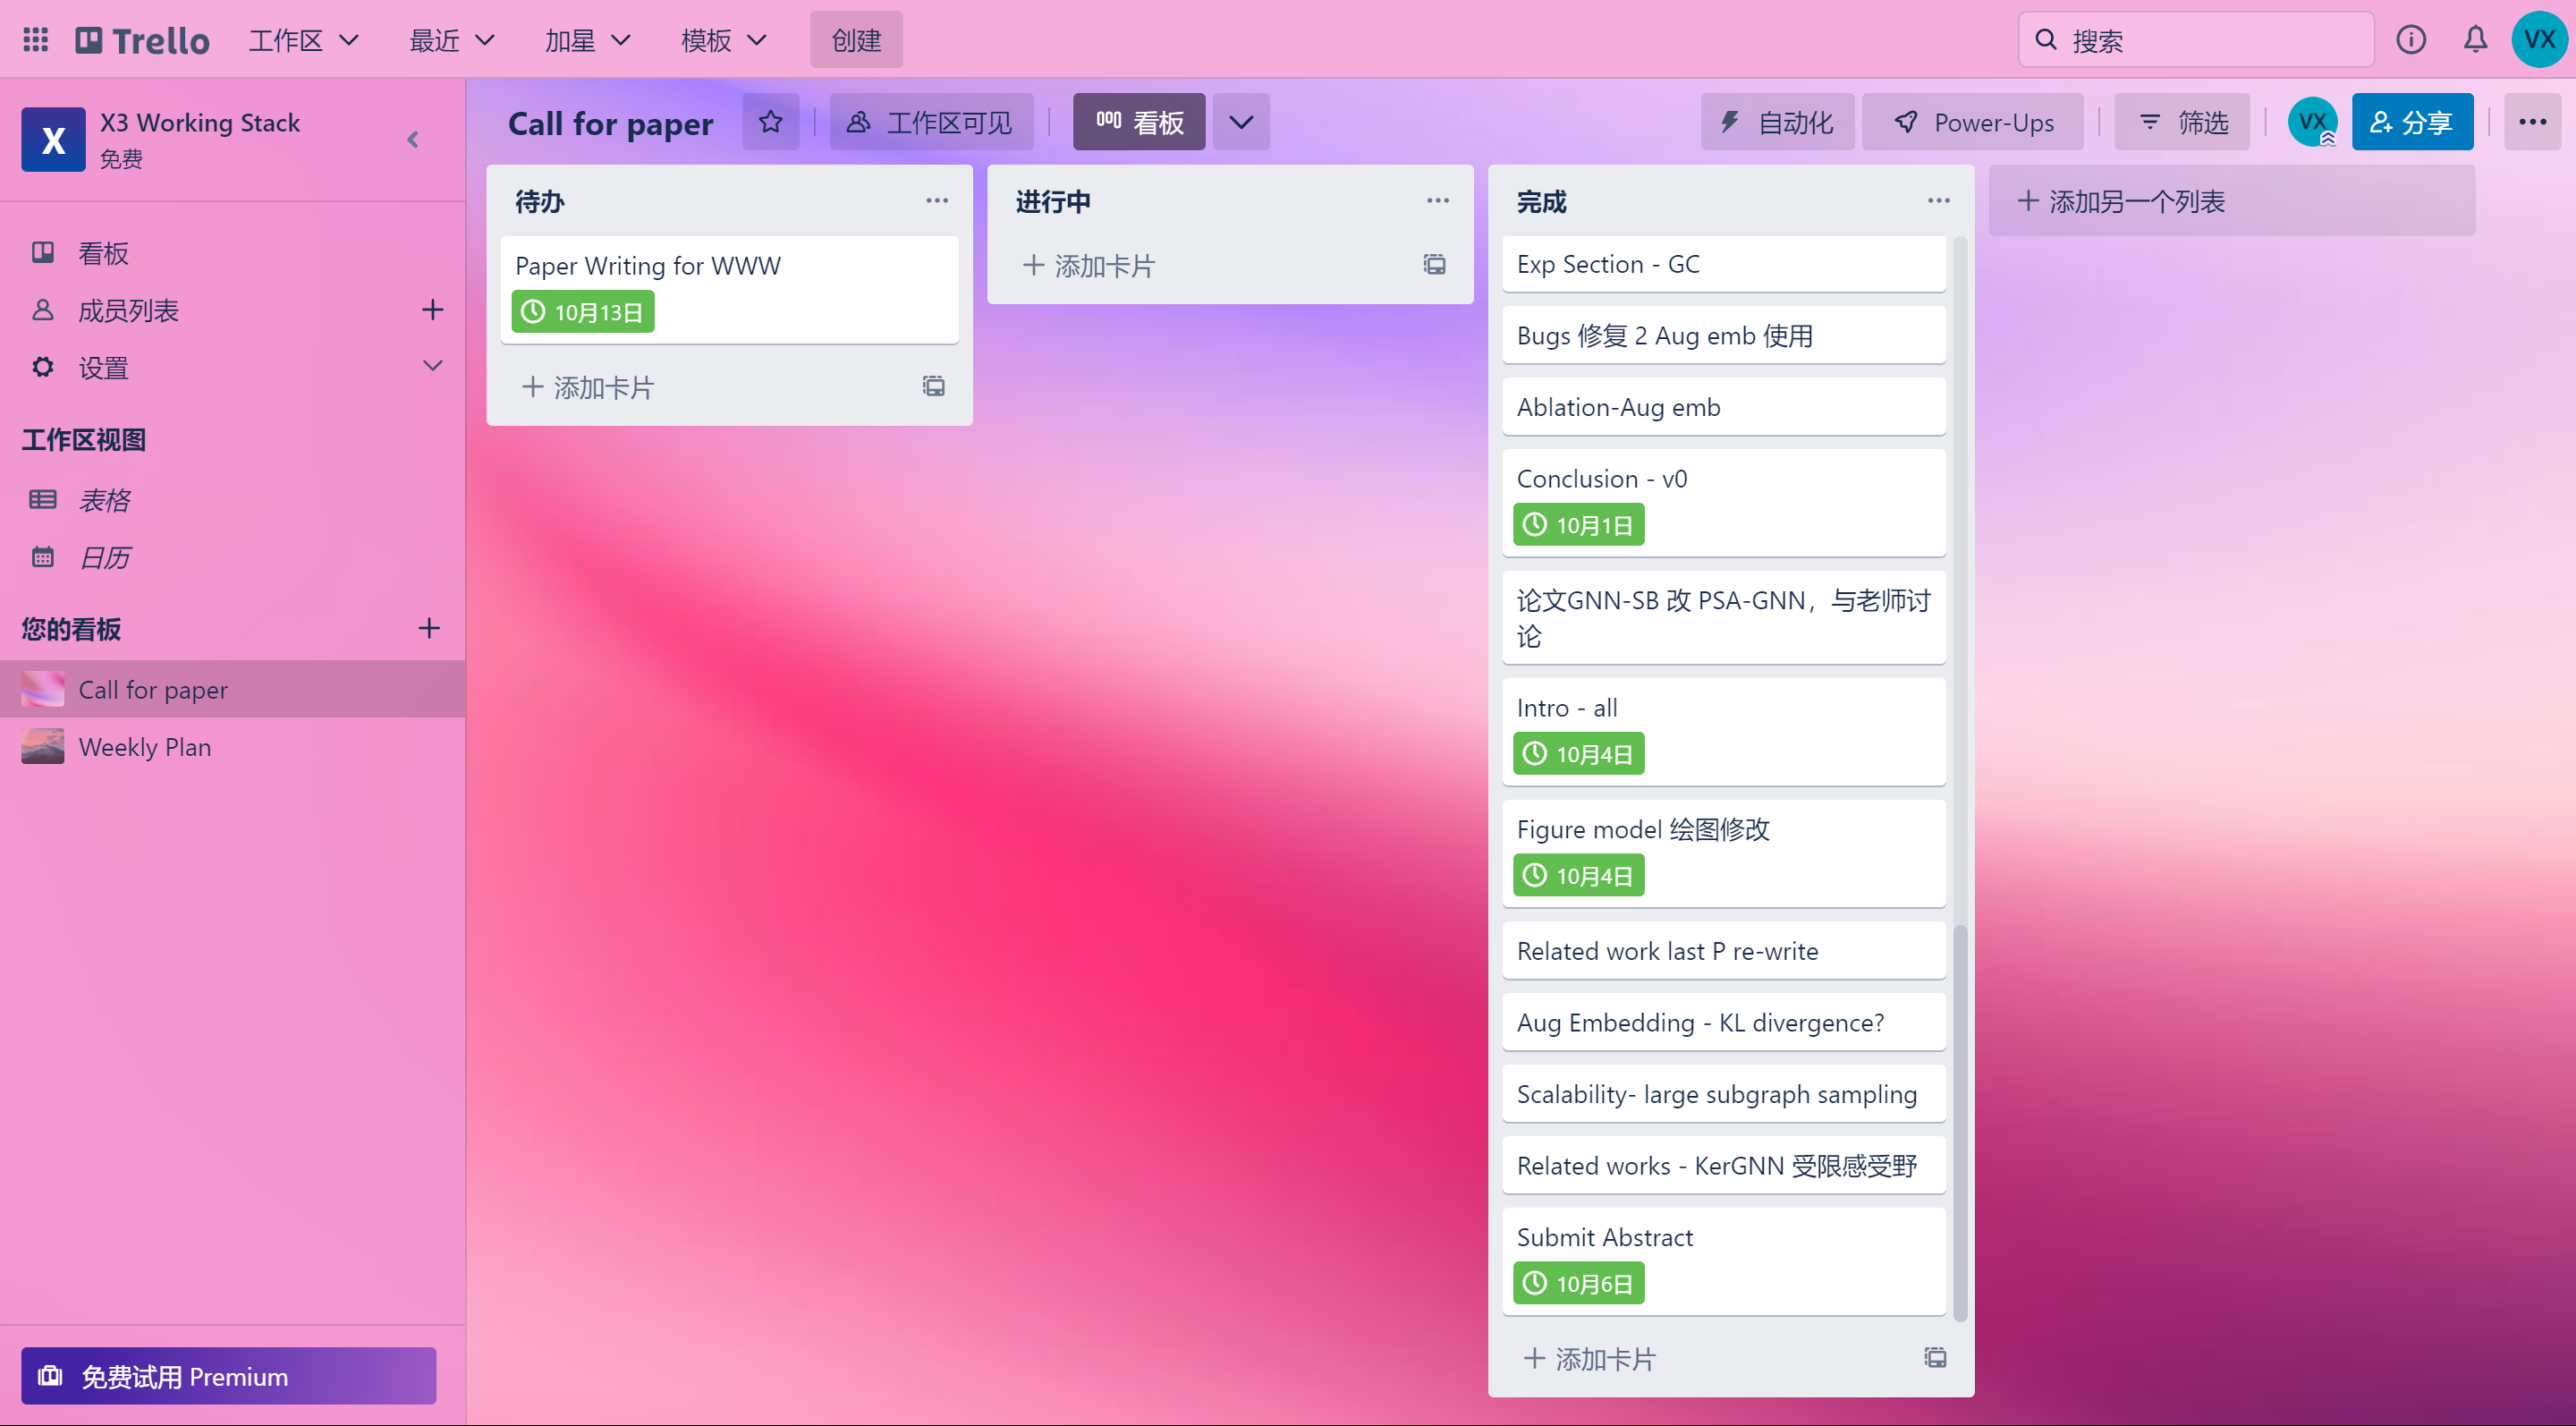 Trello
工作区
最近
加星
模板
创建
搜索
VX
X
X3 Working Stack
免费
看板
成员列表
设置
工作区视图
表格
日历
您的看板
Call for paper
Weekly Plan
免费试用 Premium
Call for paper
工作区可见
看板
自动化
Power-Ups
筛选
VX
分享
待办
Paper Writing for WWW
10月13日
添加卡片
进行中
添加卡片
完成
Exp Section - GC
Bugs 修复 2 Aug emb 使用
Ablation-Aug emb
Conclusion - v0
10月1日
论文GNN-SB 改 PSA-GNN，与老师讨
论
Intro - all
10月4日
Figure model 绘图修改
10月4日
Related work last P re-write
Aug Embedding - KL divergence?
Scalability- large subgraph sampling
Related works - KerGNN 受限感受野
Submit Abstract
10月6日
添加卡片
添加另一个列表